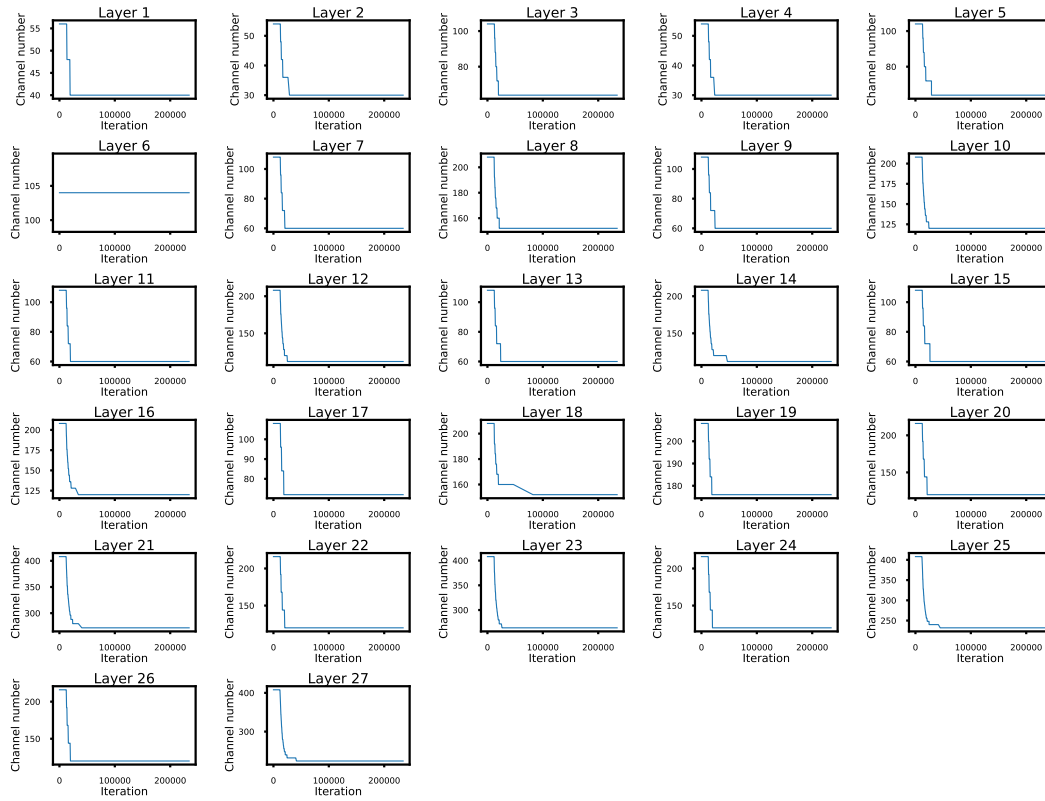 Layer 1
Channel number
55
50
45
40
0 100000 200000
Iteration
Layer 2
Channel number
50
40
30
0 100000 200000
Iteration
Layer 3
Channel number
100
80
0 100000 200000
Iteration
Layer 4
Channel number
50
40
30
0 100000 200000
Iteration
Layer 5
Channel number
100
80
0 100000 200000
Iteration
Layer 6
Channel number
105
100
0 100000 200000
Iteration
Layer 7
Channel number
100
80
60
0 100000 200000
Iteration
Layer 8
Channel number
200
180
160
0 100000 200000
Iteration
Layer 9
Channel number
100
80
60
0 100000 200000
Iteration
Layer 10
Channel number
200
175
150
125
0 100000 200000
Iteration
Layer 11
Channel number
100
80
60
0 100000 200000
Iteration
Layer 12
Channel number
200
150
0 100000 200000
Iteration
Layer 13
Channel number
100
80
60
0 100000 200000
Iteration
Layer 14
Channel number
200
150
0 100000 200000
Iteration
Layer 15
Channel number
100
80
60
0 100000 200000
Iteration
Layer 16
Channel number
200
175
150
125
0 100000 200000
Iteration
Layer 17
Channel number
100
90
80
0 100000 200000
Iteration
Layer 18
Channel number
200
180
160
0 100000 200000
Iteration
Layer 19
Channel number
200
190
180
0 100000 200000
Iteration
Layer 20
Channel number
200
150
0 100000 200000
Iteration
Layer 21
Channel number
400
350
300
0 100000 200000
Iteration
Layer 22
Channel number
200
150
0 100000 200000
Iteration
Layer 23
Channel number
400
350
300
0 100000 200000
Iteration
Layer 24
Channel number
200
150
0 100000 200000
Iteration
Layer 25
Channel number
400
350
300
250
0 100000 200000
Iteration
Layer 26
Channel number
200
150
0 100000 200000
Iteration
Layer 27
Channel number
400
300
0 100000 200000
Iteration